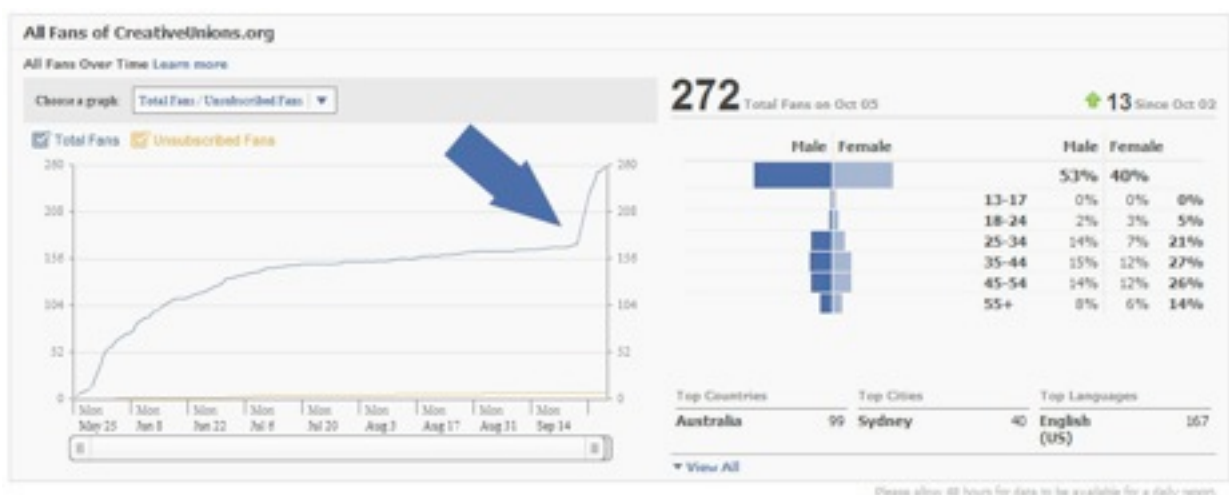 All Fans of CreativeUnions.org
All Fans Over Time Learn more
Choose a graph: Total Fans / Unsubscribed Fans
Total Fans Unsubscribed Fans
260 260
208 208
156 156
104 104
52 52
0 0
Mon Mon Mon Mon Mon Mon Mon Mon Mon
May 25 Jun 8 Jun 22 Jul 6 Jul 20 Aug 3 Aug 17 Aug 31 Sep 14
272 Total Fans on Oct 05 13 Since Oct 02
Male Female Male Female
53% 40%
13-17 0% 0% 0%
18-24 2% 3% 5%
25-34 14% 7% 21%
35-44 15% 12% 27%
45-54 14% 12% 26%
55+ 8% 6% 14%
Top Countries Top Cities Top Languages
Australia 99 Sydney 40 English (US) 167
View All
Please allow 48 hours for data to be available for a daily report.